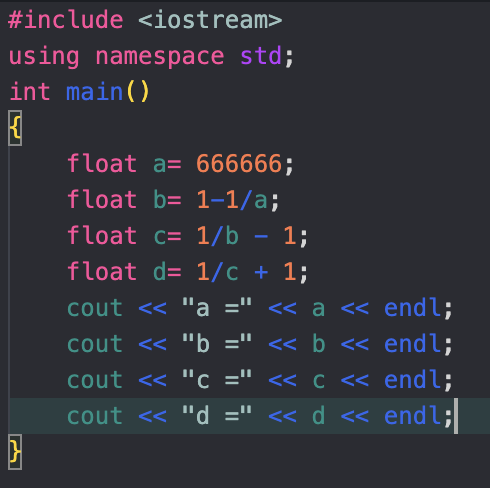 #include <iostream>
using namespace std;
int main()
{
    float a= 666666;
    float b= 1-1/a;
    float c= 1/b - 1;
    float d= 1/c + 1;
    cout << "a =" << a << endl;
    cout << "b =" << b << endl;
    cout << "c =" << c << endl;
    cout << "d =" << d << endl;
}